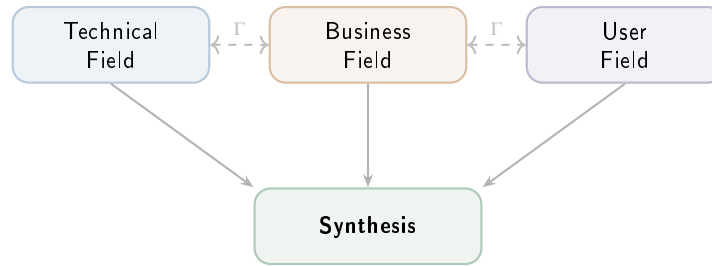 Technical
Field
Γ
Business
Field
Γ
User
Field
Synthesis